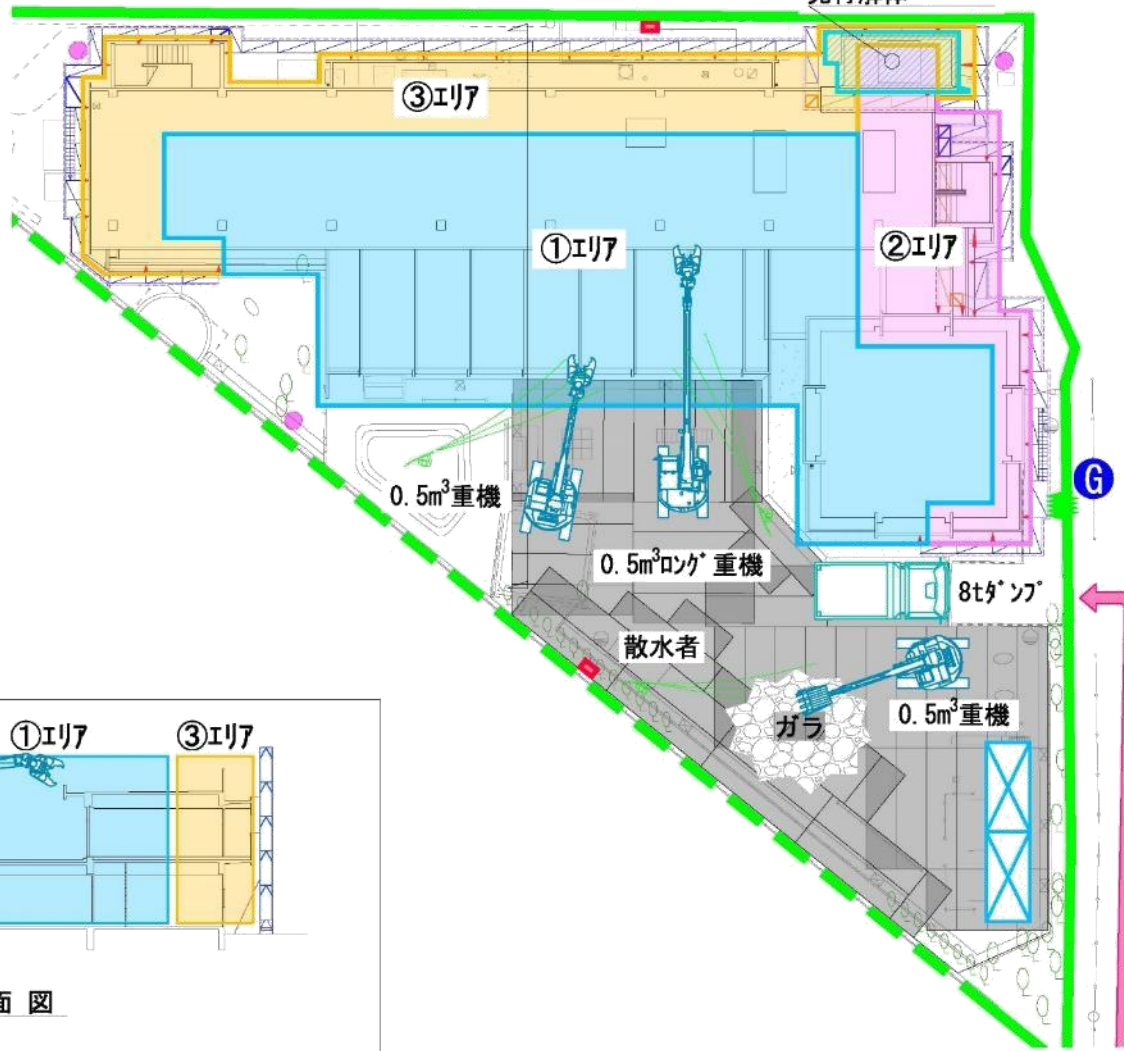 ③エリア
①エリア
②エリア
G
0.5m³重機
0.5m³ロング重機
8tダンプ
散水者
ガラ
0.5m³重機
①エリア
③エリア
面 図